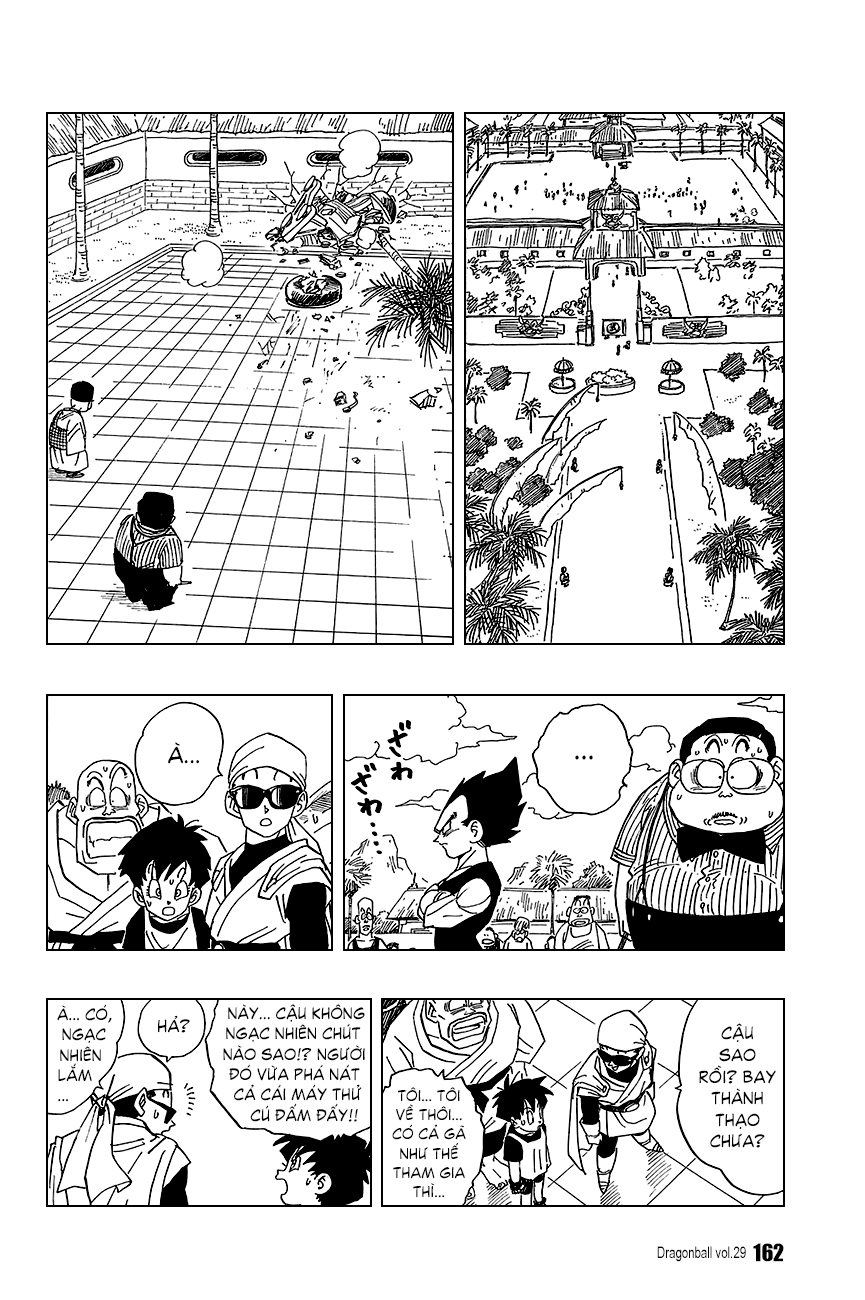 ...
ざわ
ざわ・・・
À...
CẬU
SAO
RỒI? BAY
THÀNH
THẠO
CHƯA?
TÔI... TÔI
VỀ THÔI...
CÓ CẢ GÃ
NHƯ THẾ
THAM GIA
THÌ...
NÀY... CẬU KHÔNG
NGẠC NHIÊN CHÚT
NÀO SAO!? NGƯỜI
ĐÓ VỪA PHÁ NÁT
CẢ CÁI MÁY THỬ
CÚ ĐẤM ĐẤY!!
HẢ?
À... CÓ,
NGẠC
NHIÊN
LẮM
...
Dragonball vol.29 162